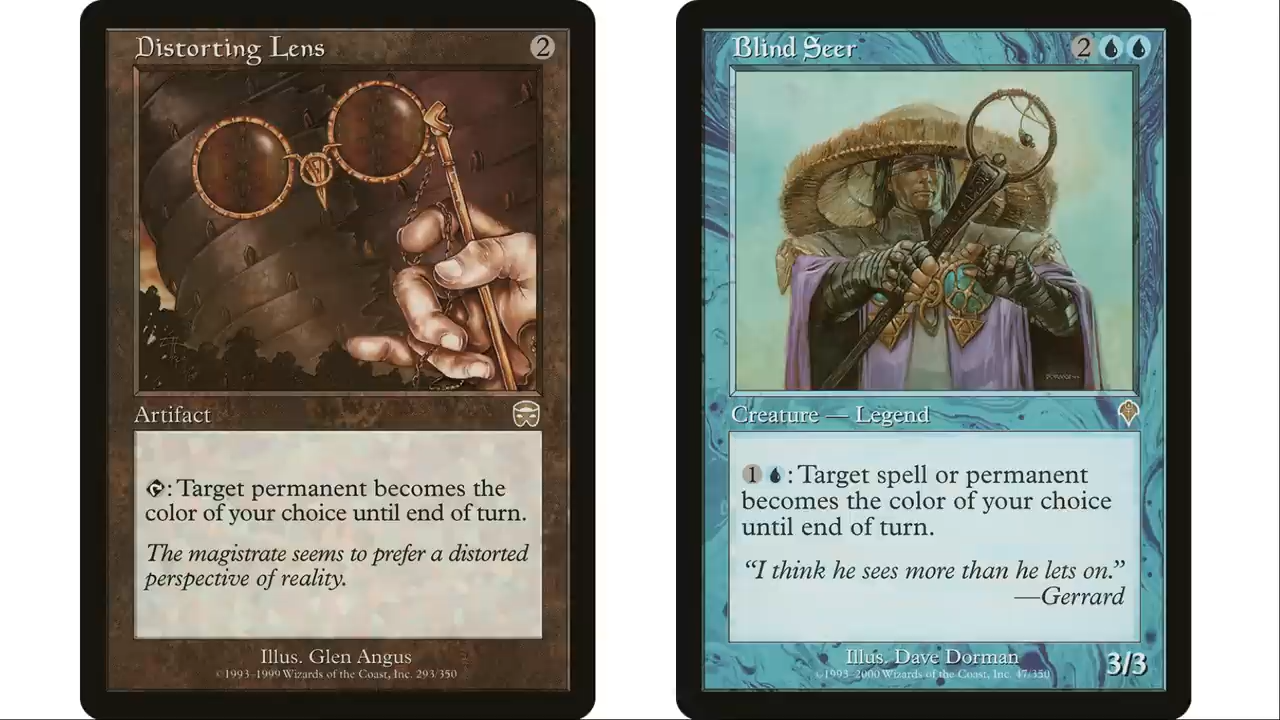 Distorting Lens
2
Artifact
: Target permanent becomes the
color of your choice until end of turn.
The magistrate seems to prefer a distorted
perspective of reality.
Illus. Glen Angus
©1993–1999 Wizards of the Coast, Inc. 293/350
Blind Seer
2
Creature — Legend
1 : Target spell or permanent
becomes the color of your choice
until end of turn.
“I think he sees more than he lets on.”
—Gerrard
Illus. Dave Dorman
©1993–2000 Wizards of the Coast, Inc. 47/350
3/3